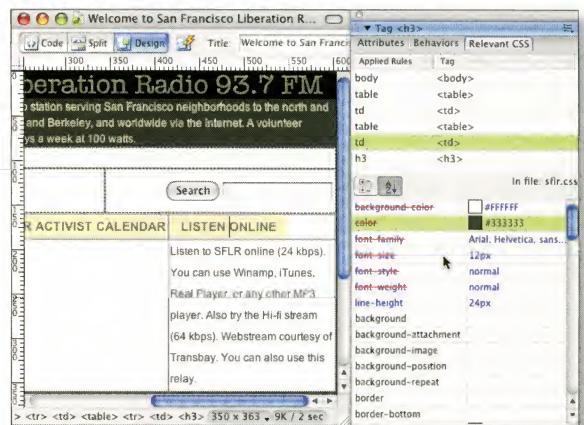 Welcome to San Francisco Liberation R...
Code Split Design Title: Welcome to San Franci
1300 1350 1400 1450 1500 1550 1600
beration Radio 93.7 FM
station serving San Francisco neighborhoods to the north and
and Berkeley, and worldwide via the Internet. A volunteer
ys a week at 100 watts.
Search
R ACTIVIST CALENDAR LISTEN ONLINE
Listen to SFLR online (24 kbps).
You can use Winamp, iTunes,
Real Player, or any other MP3
player. Also try the Hi-fi stream
(64 kbps). Webstream courtesy of
Transbay. You can also use this
relay.
> <tr> <td> <table> <tr> <td> <h3> 350 x 363 9K / 2 sec
Tag <h3>
Attributes Behaviors Relevant CSS
Applied Rules Tag
body <body>
table <table>
td <td>
table <table>
td <td>
h3 <h3>
In file: sflr.css
background-color #FFFFFF
color #333333
font-family Arial, Helvetica, sans...
font-size 12px
font-style normal
font-weight normal
line-height 24px
background
background-attachment
background-image
background-position
background-repeat
border
border-bottom